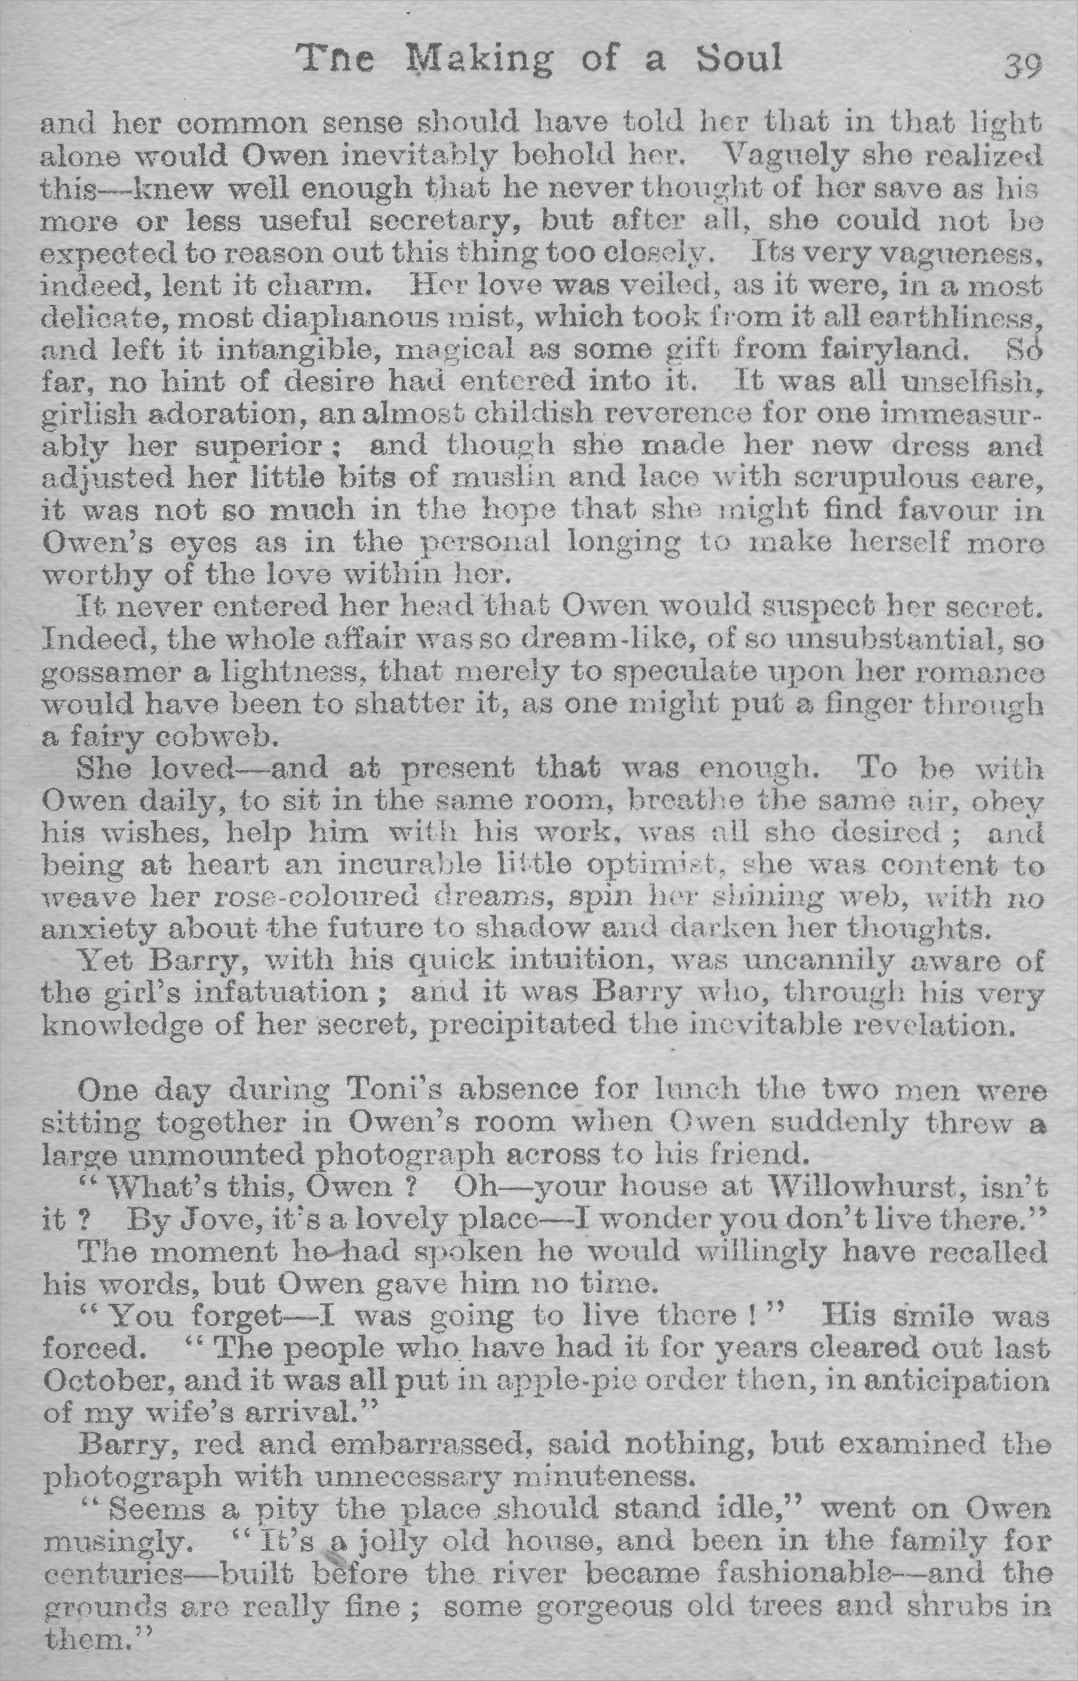 The Making of a Soul 39
and her common sense should have told her that in that light
alone would Owen inevitably behold her. Vaguely she realized
this—knew well enough that he never thought of her save as his
more or less useful secretary, but after all, she could not be
expected to reason out this thing too closely. Its very vagueness,
indeed, lent it charm. Her love was veiled, as it were, in a most
delicate, most diaphanous mist, which took from it all earthliness,
and left it intangible, magical as some gift from fairyland. So
far, no hint of desire had entered into it. It was all unselfish,
girlish adoration, an almost childish reverence for one immeasur-
ably her superior ; and though she made her new dress and
adjusted her little bits of muslin and lace with scrupulous care,
it was not so much in the hope that she might find favour in
Owen's eyes as in the personal longing to make herself more
worthy of the love within her.
It never entered her head that Owen would suspect her secret.
Indeed, the whole affair was so dream-like, of so unsubstantial, so
gossamer a lightness, that merely to speculate upon her romance
would have been to shatter it, as one might put a finger through
a fairy cobweb.
She loved—and at present that was enough. To be with
Owen daily, to sit in the same room, breathe the same air, obey
his wishes, help him with his work, was all she desired ; and
being at heart an incurable little optimist, she was content to
weave her rose-coloured dreams, spin her shining web, with no
anxiety about the future to shadow and darken her thoughts.
Yet Barry, with his quick intuition, was uncannily aware of
the girl's infatuation ; and it was Barry who, through his very
knowledge of her secret, precipitated the inevitable revelation.
One day during Toni's absence for lunch the two men were
sitting together in Owen's room when Owen suddenly threw a
large unmounted photograph across to his friend.
"What's this, Owen ? Oh—your house at Willowhurst, isn't
it ? By Jove, it's a lovely place—I wonder you don't live there."
The moment he had spoken he would willingly have recalled
his words, but Owen gave him no time.
"You forget—I was going to live there !" His smile was
forced. "The people who have had it for years cleared out last
October, and it was all put in apple-pie order then, in anticipation
of my wife's arrival."
Barry, red and embarrassed, said nothing, but examined the
photograph with unnecessary minuteness.
"Seems a pity the place should stand idle," went on Owen
musingly. "It's a jolly old house, and been in the family for
centuries—built before the river became fashionable—and the
grounds are really fine ; some gorgeous old trees and shrubs in
them."